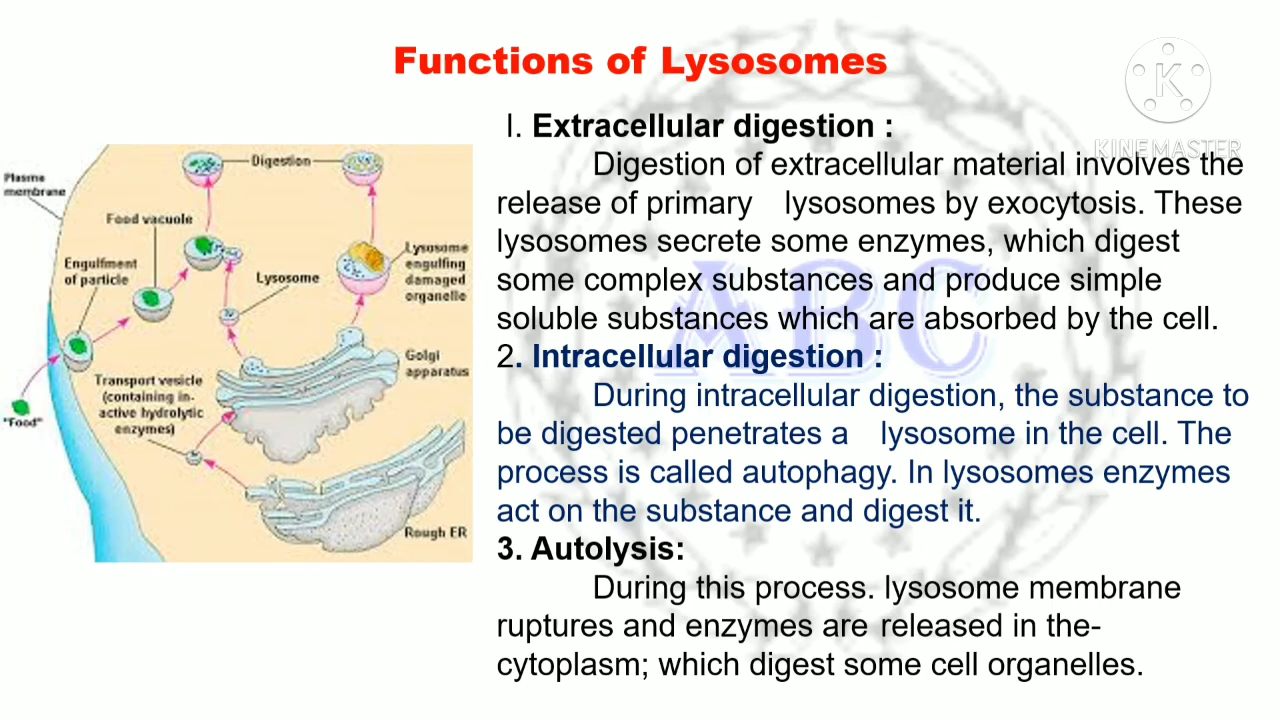 Functions of Lysosomes
K
KINEMASTER
ABC
Plasma
membrane
Digestion
Food vacuole
Engulfment
of particle
Lysosome
Lysosome
engulfing
damaged
organelle
Golgi
apparatus
Transport vesicle
(containing in-
active hydrolytic
enzymes)
"Food"
Rough ER
I. Extracellular digestion :
Digestion of extracellular material involves the
release of primary lysosomes by exocytosis. These
lysosomes secrete some enzymes, which digest
some complex substances and produce simple
soluble substances which are absorbed by the cell.
2. Intracellular digestion :
During intracellular digestion, the substance to
be digested penetrates a lysosome in the cell. The
process is called autophagy. In lysosomes enzymes
act on the substance and digest it.
3. Autolysis:
During this process. lysosome membrane
ruptures and enzymes are released in the-
cytoplasm; which digest some cell organelles.